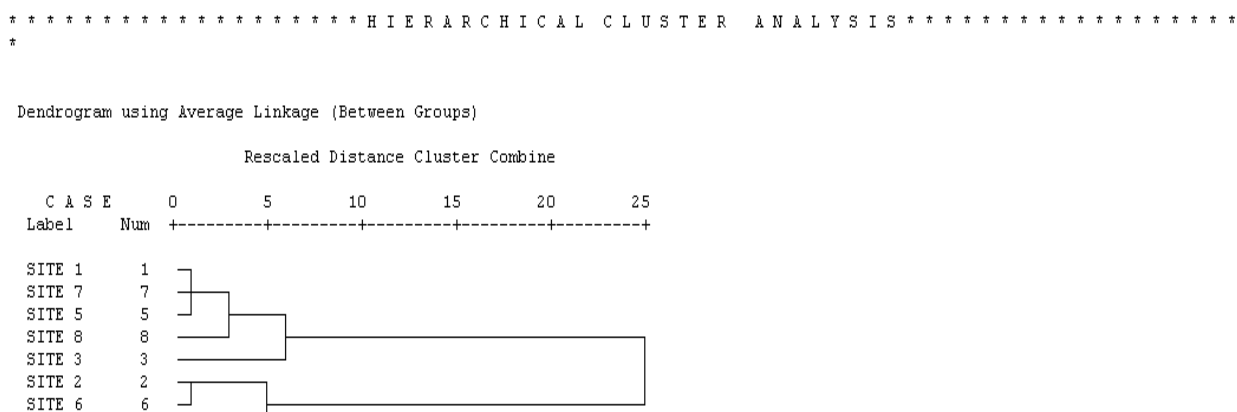 * * * * * * * * * * * * * * * * * * * H I E R A R C H I C A L C L U S T E R A N A L Y S I S * * * * * * * * * * * * * * * * * *
*
Dendrogram using Average Linkage (Between Groups)
Rescaled Distance Cluster Combine
C A S E 0 5 10 15 20 25
Label Num +---------+---------+---------+---------+---------+
SITE 1 1
SITE 7 7
SITE 5 5
SITE 8 8
SITE 3 3
SITE 2 2
SITE 6 6